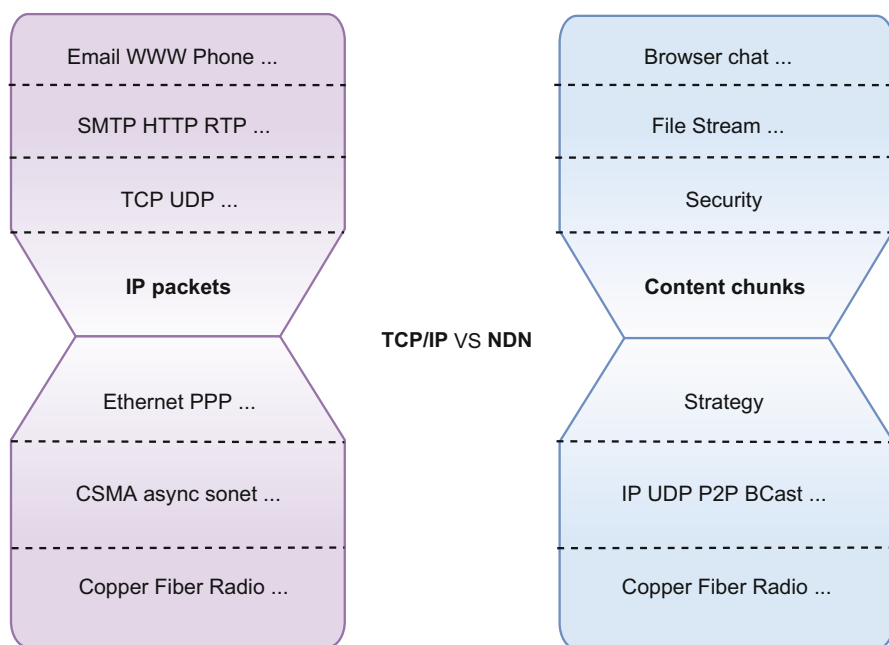 Email WWW Phone ...
SMTP HTTP RTP ...
TCP UDP ...
IP packets
Ethernet PPP ...
CSMA async sonet ...
Copper Fiber Radio ...
TCP/IP VS NDN
Browser chat ...
File Stream ...
Security
Content chunks
Strategy
IP UDP P2P BCast ...
Copper Fiber Radio ...